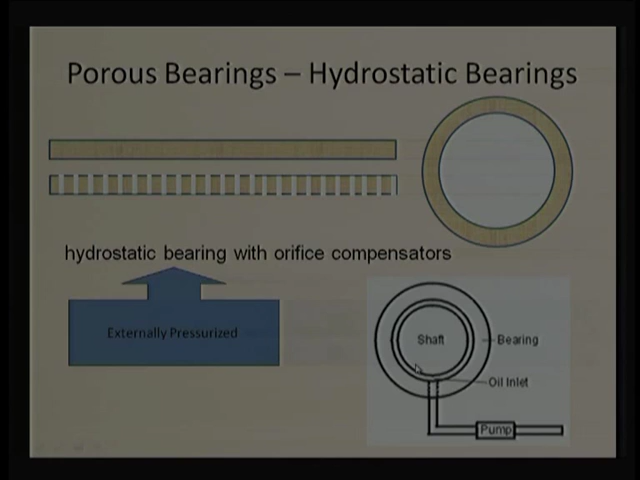 Porous Bearings – Hydrostatic Bearings
hydrostatic bearing with orifice compensators
Externally Pressurized
Shaft
Bearing
Oil Inlet
Pump